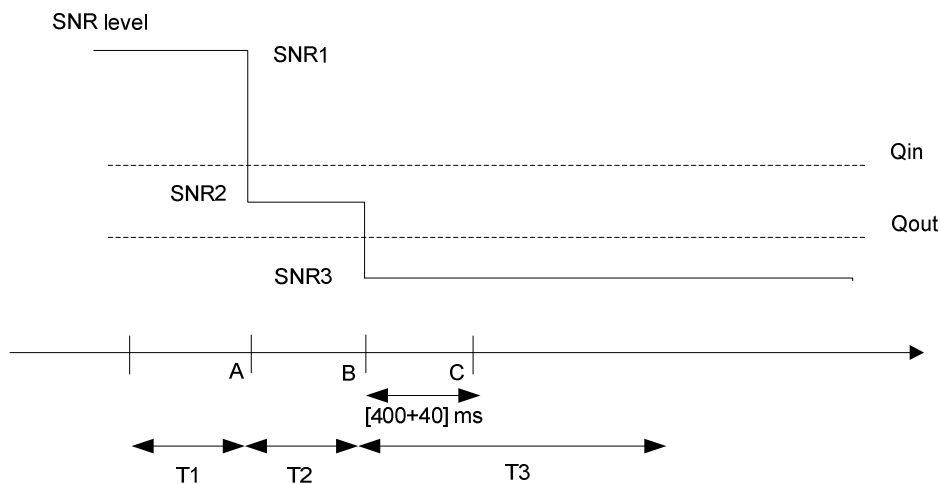 SNR level
SNR1
Qin
SNR2
Qout
SNR3
A
B
C
[400+40] ms
T1
T2
T3